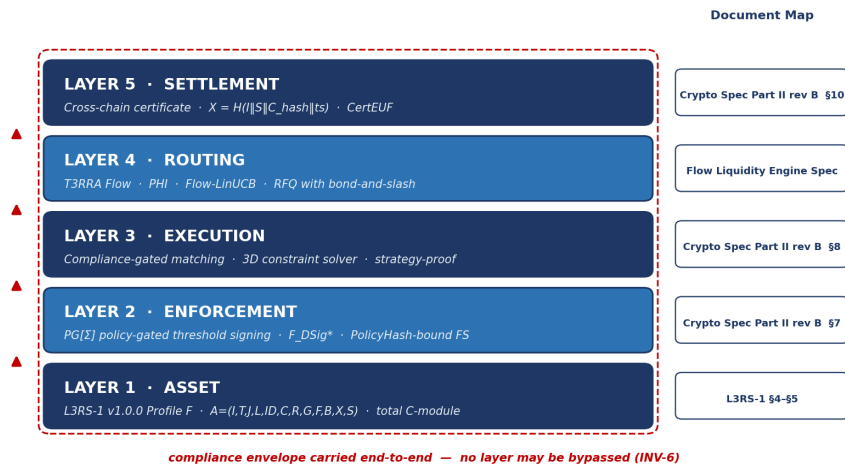 Document Map
LAYER 5 · SETTLEMENT
Cross-chain certificate · X = H(I‖S‖C_hash‖ts) · CertEUF
Crypto Spec Part II rev B §10
LAYER 4 · ROUTING
T3RRA Flow · PHI · Flow-LinUCB · RFQ with bond-and-slash
Flow Liquidity Engine Spec
LAYER 3 · EXECUTION
Compliance-gated matching · 3D constraint solver · strategy-proof
Crypto Spec Part II rev B §8
LAYER 2 · ENFORCEMENT
PG[Σ] policy-gated threshold signing · F_DSig* · PolicyHash-bound FS
Crypto Spec Part II rev B §7
LAYER 1 · ASSET
L3RS-1 v1.0.0 Profile F · A=(I,T,J,L,ID,C,R,G,F,B,X,S) · total C-module
L3RS-1 §4–§5
compliance envelope carried end-to-end — no layer may be bypassed (INV-6)